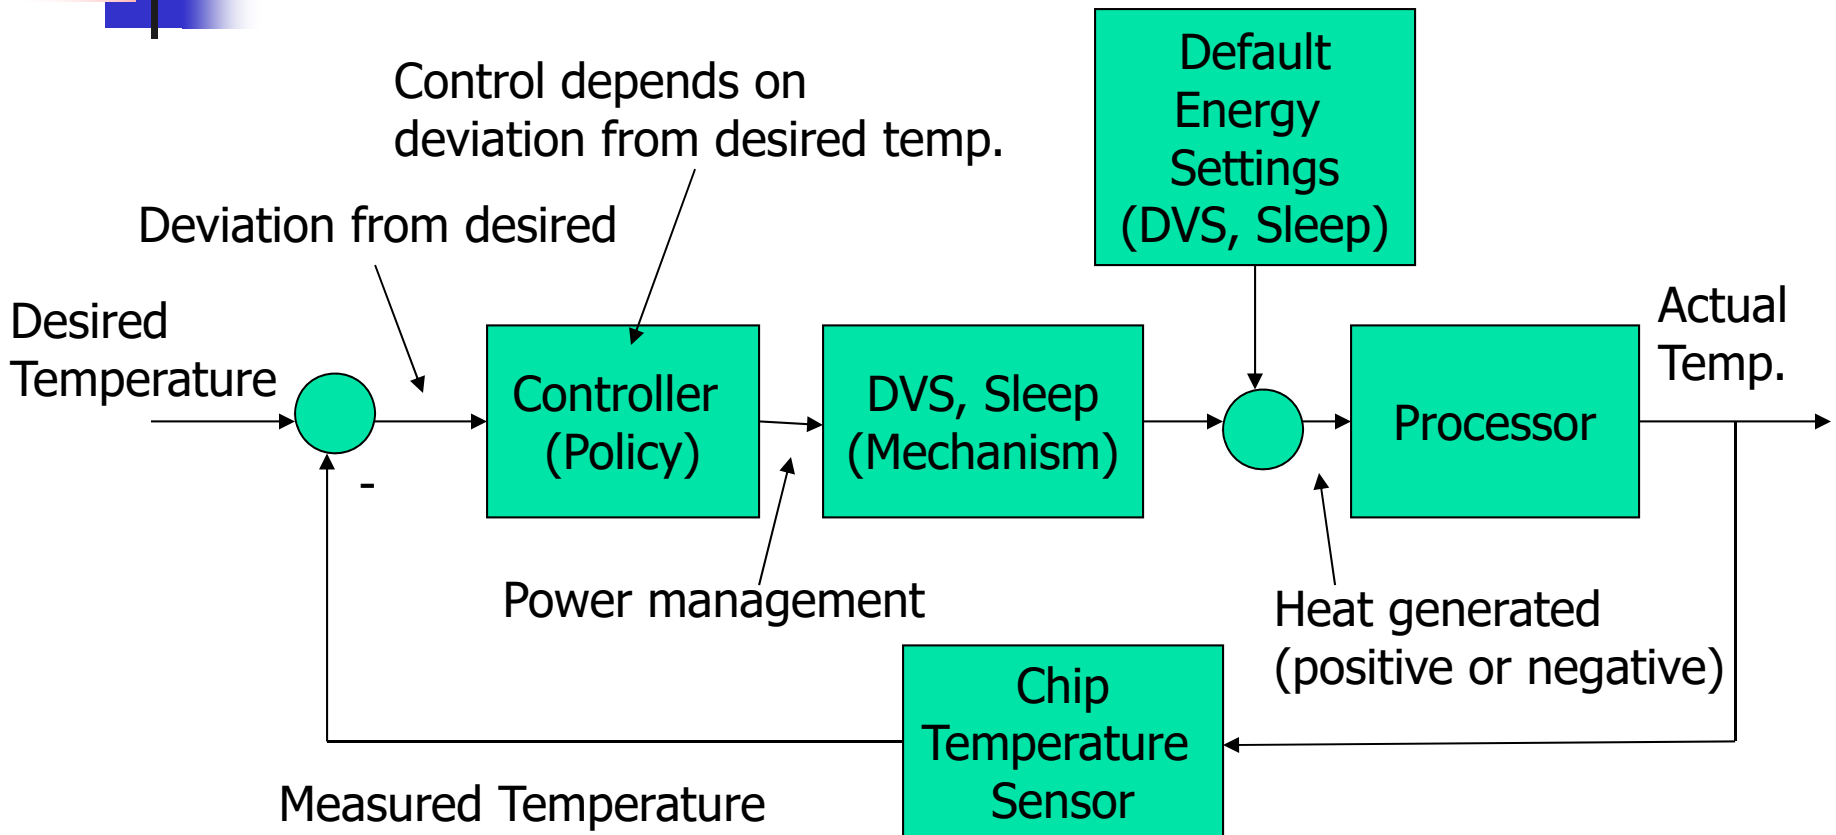 Default
Energy
Settings
(DVS, Sleep)
Control depends on
deviation from desired temp.
Deviation from desired
Desired
Temperature
-
Controller
(Policy)
DVS, Sleep
(Mechanism)
Processor
Actual
Temp.
Power management
Heat generated
(positive or negative)
Chip
Temperature
Sensor
Measured Temperature